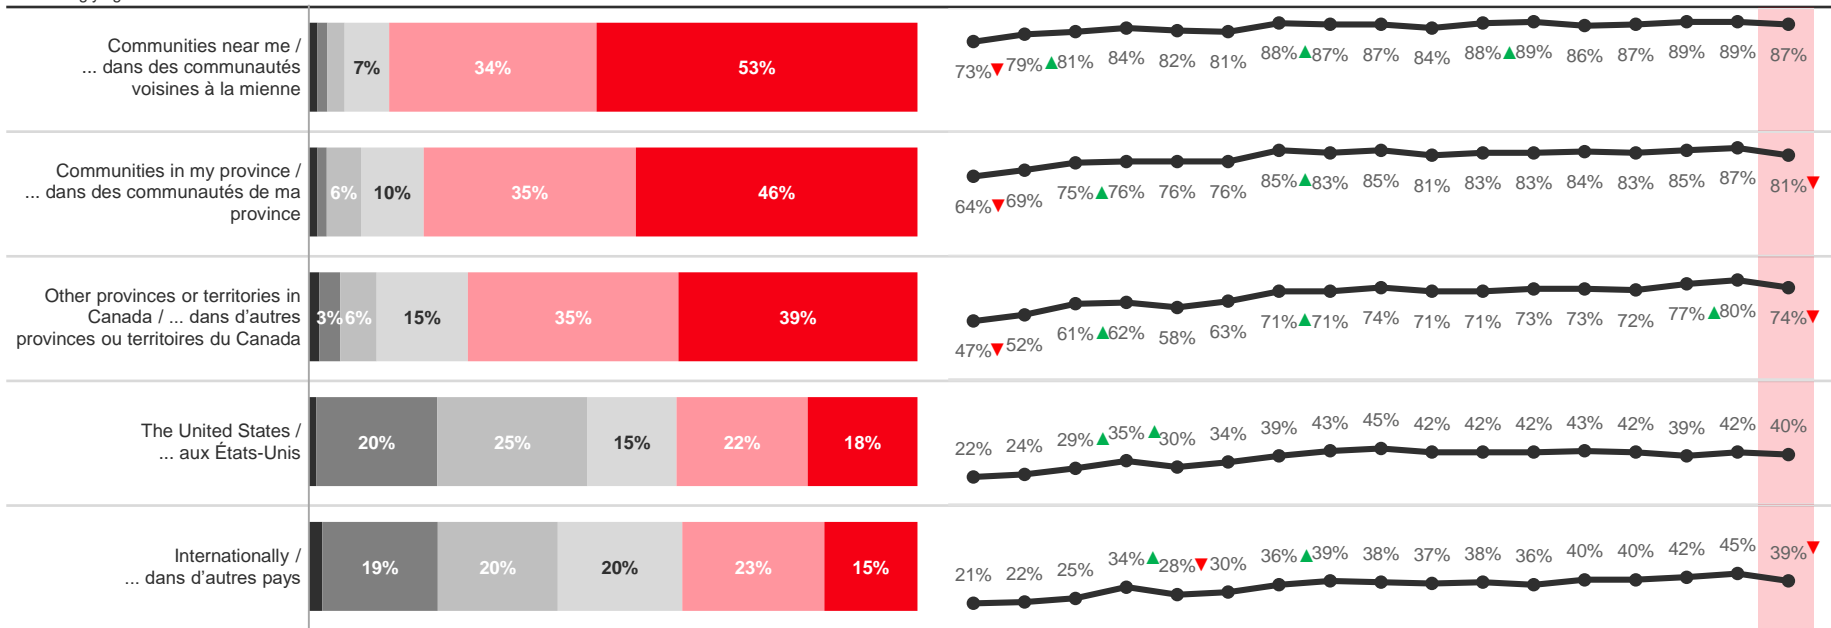 Communities near me /
... dans des communautés
voisines à la mienne
7% 34% 53%
73% 79% 81% 84% 82% 81% 88% 87% 87% 84% 88% 89% 86% 87% 89% 89% 87%
Communities in my province /
... dans des communautés de ma
province
6% 10% 35% 46%
64% 69% 75% 76% 76% 76% 85% 83% 85% 81% 83% 83% 84% 83% 85% 87% 81%
Other provinces or territories in
Canada / ... dans d'autres
provinces ou territoires du Canada
3% 6% 15% 35% 39%
47% 52% 61% 62% 58% 63% 71% 71% 74% 71% 71% 73% 73% 72% 77% 80% 74%
The United States /
... aux États-Unis
20% 25% 15% 22% 18%
22% 24% 29% 35% 30% 34% 39% 43% 45% 42% 42% 42% 43% 42% 39% 42% 40%
Internationally /
... dans d'autres pays
19% 20% 20% 23% 15%
21% 22% 25% 34% 28% 30% 36% 39% 38% 37% 38% 36% 40% 40% 42% 45% 39%